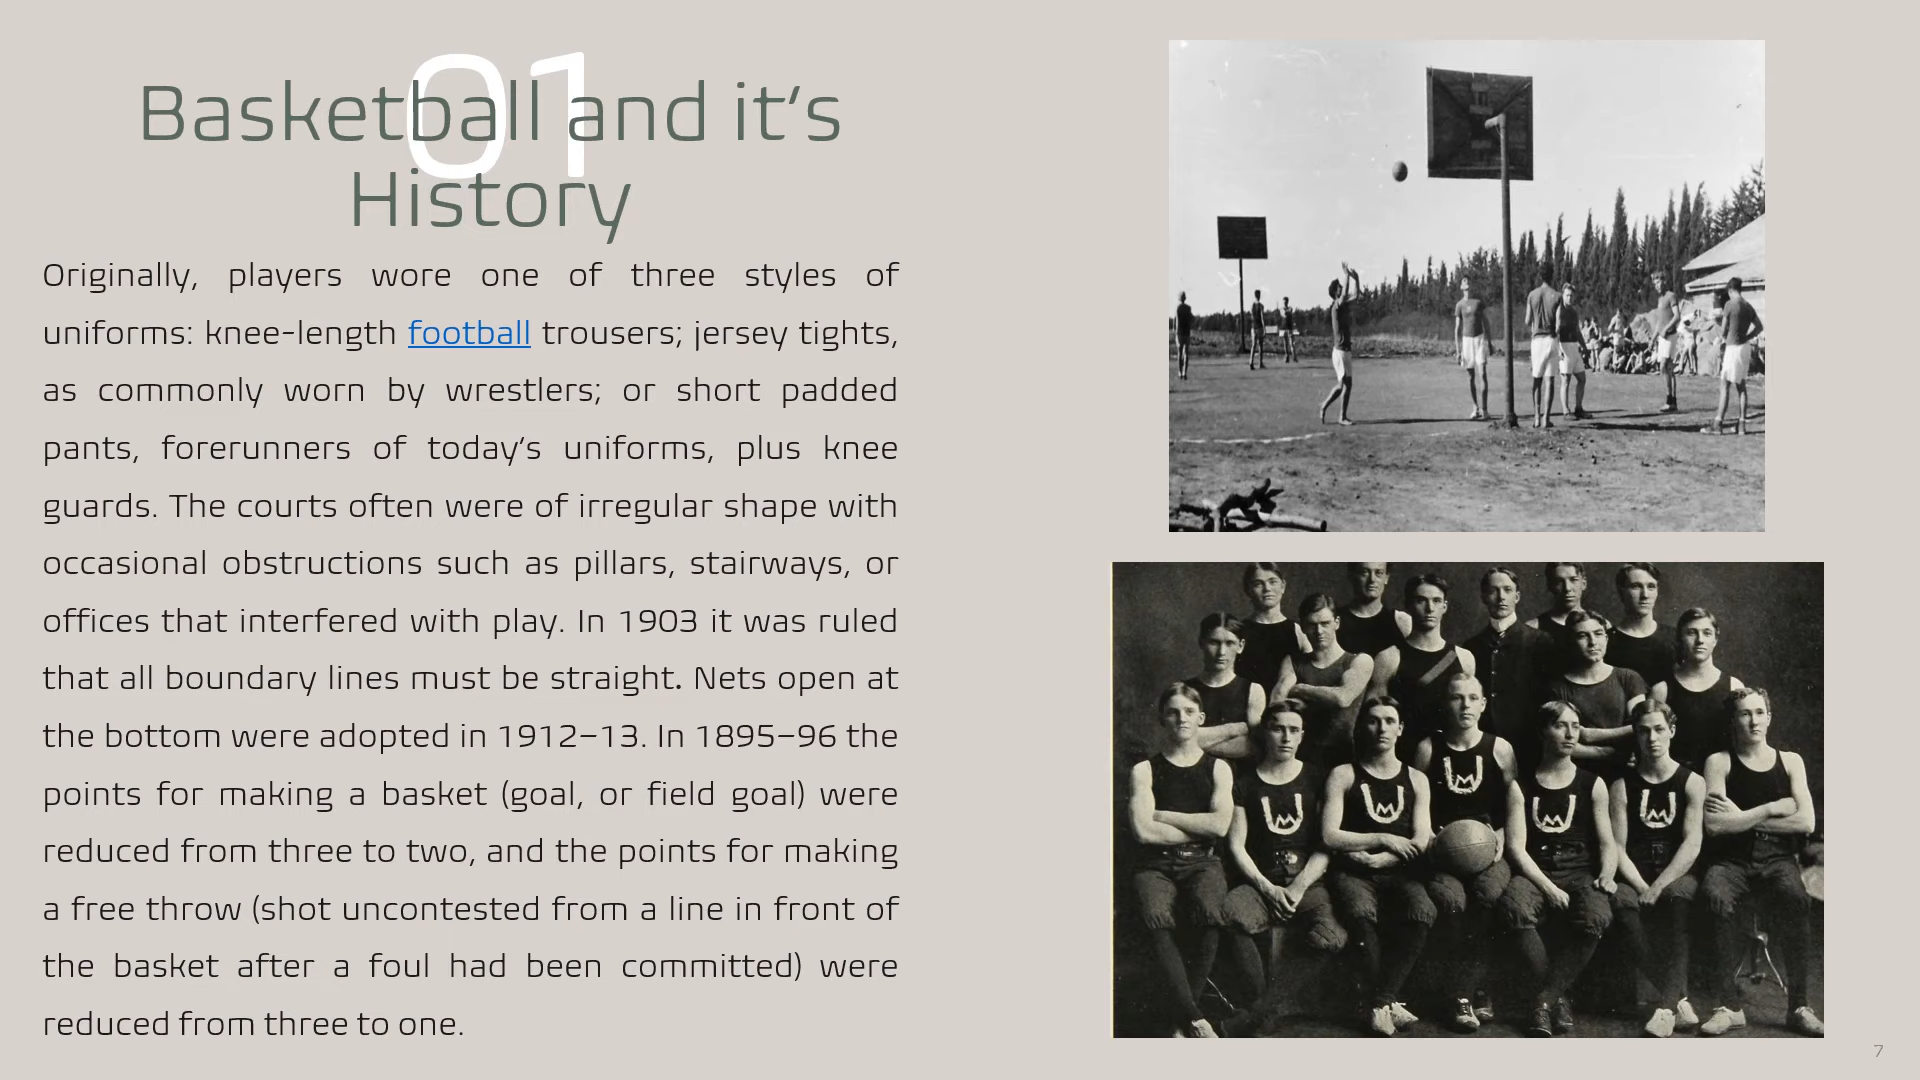 01
Basketball and it’s
History
Originally, players wore one of three styles of
uniforms: knee-length football trousers; jersey tights,
as commonly worn by wrestlers; or short padded
pants, forerunners of today’s uniforms, plus knee
guards. The courts often were of irregular shape with
occasional obstructions such as pillars, stairways, or
offices that interfered with play. In 1903 it was ruled
that all boundary lines must be straight. Nets open at
the bottom were adopted in 1912–13. In 1895–96 the
points for making a basket (goal, or field goal) were
reduced from three to two, and the points for making
a free throw (shot uncontested from a line in front of
the basket after a foul had been committed) were
reduced from three to one.
7